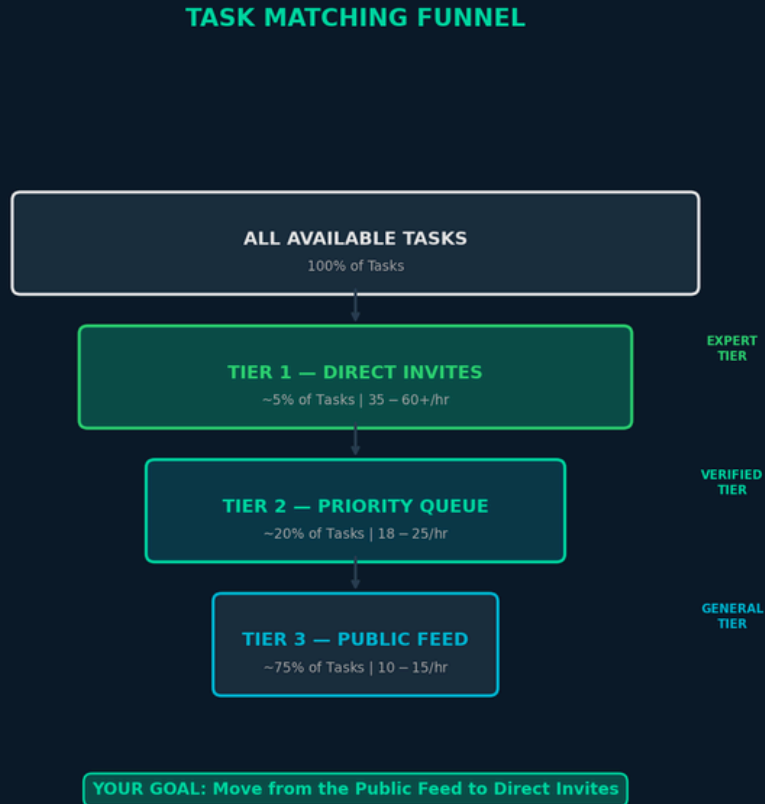 TASK MATCHING FUNNEL
ALL AVAILABLE TASKS
100% of Tasks
TIER 1 — DIRECT INVITES
~5% of Tasks | 35 – 60+/hr
EXPERT
TIER
TIER 2 — PRIORITY QUEUE
~20% of Tasks | 18 – 25/hr
VERIFIED
TIER
TIER 3 — PUBLIC FEED
~75% of Tasks | 10 – 15/hr
GENERAL
TIER
YOUR GOAL: Move from the Public Feed to Direct Invites